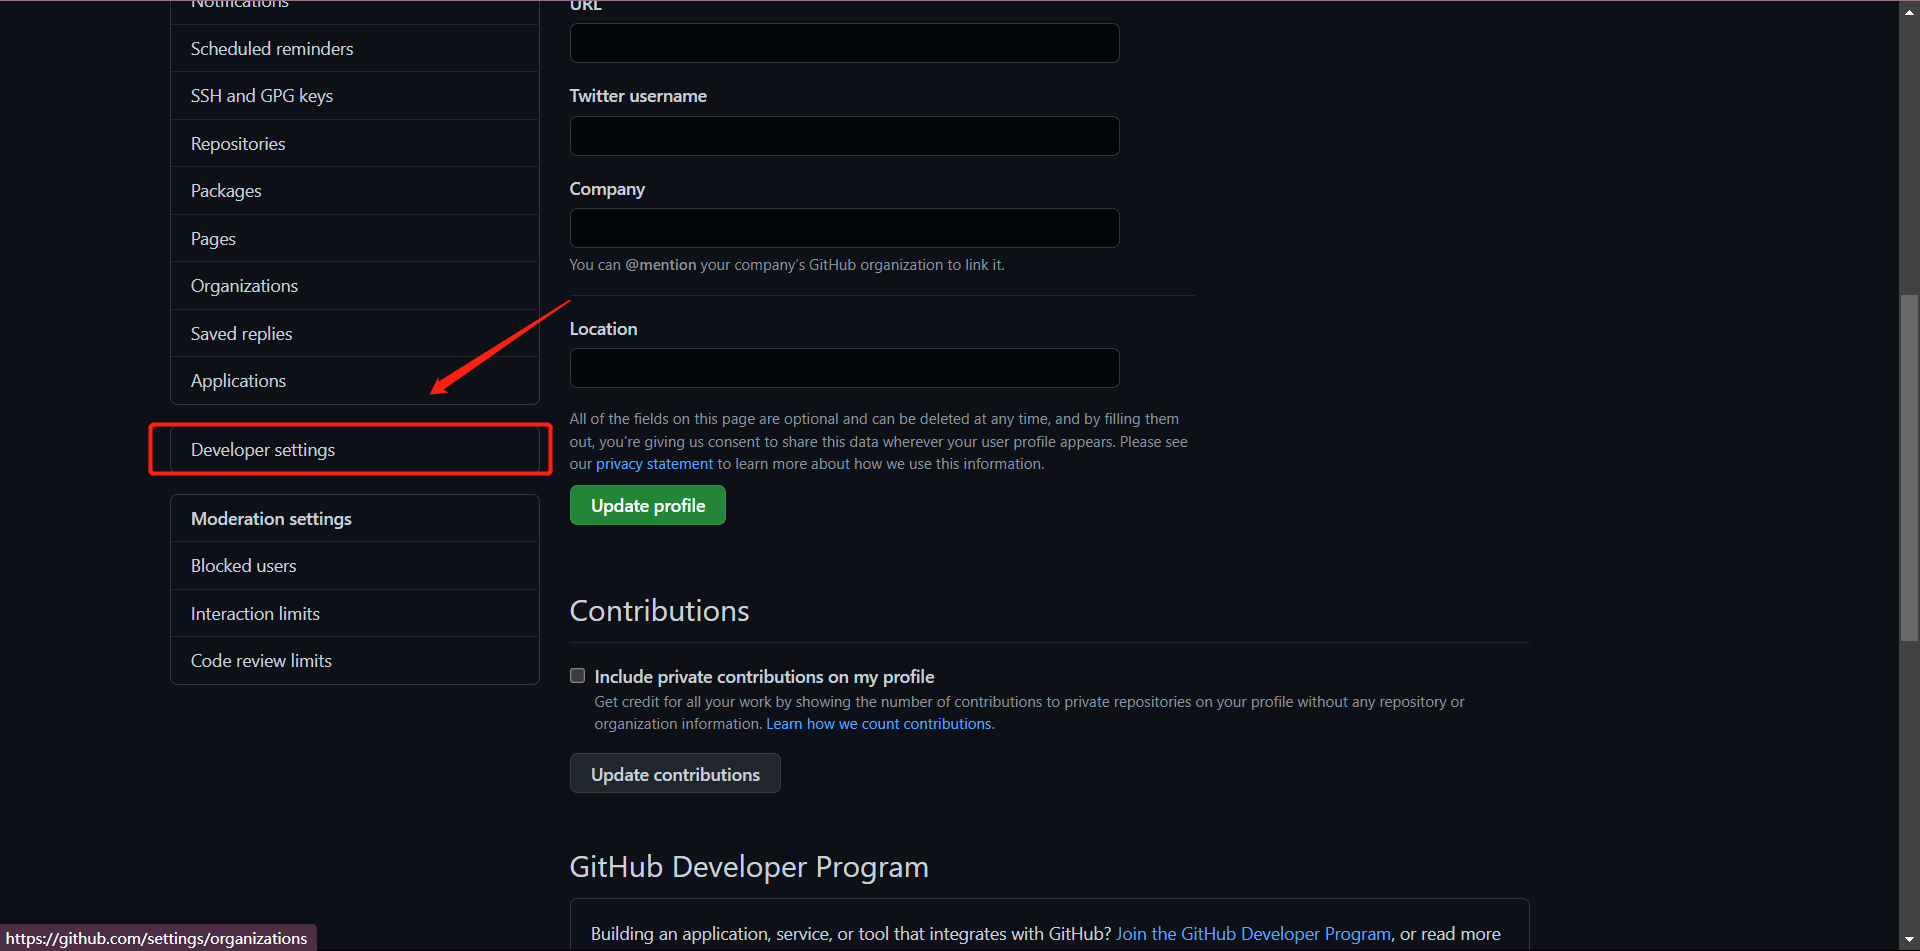 Notifications
Scheduled reminders
SSH and GPG keys
Repositories
Packages
Pages
Organizations
Saved replies
Applications
Developer settings
Moderation settings
Blocked users
Interaction limits
Code review limits
URL
Twitter username
Company
You can @mention your company's GitHub organization to link it.
Location
All of the fields on this page are optional and can be deleted at any time, and by filling them
out, you're giving us consent to share this data wherever your user profile appears. Please see
our privacy statement to learn more about how we use this information.
Update profile
Contributions
Include private contributions on my profile
Get credit for all your work by showing the number of contributions to private repositories on your profile without any repository or
organization information. Learn how we count contributions.
Update contributions
GitHub Developer Program
Building an application, service, or tool that integrates with GitHub? Join the GitHub Developer Program, or read more
https://github.com/settings/organizations